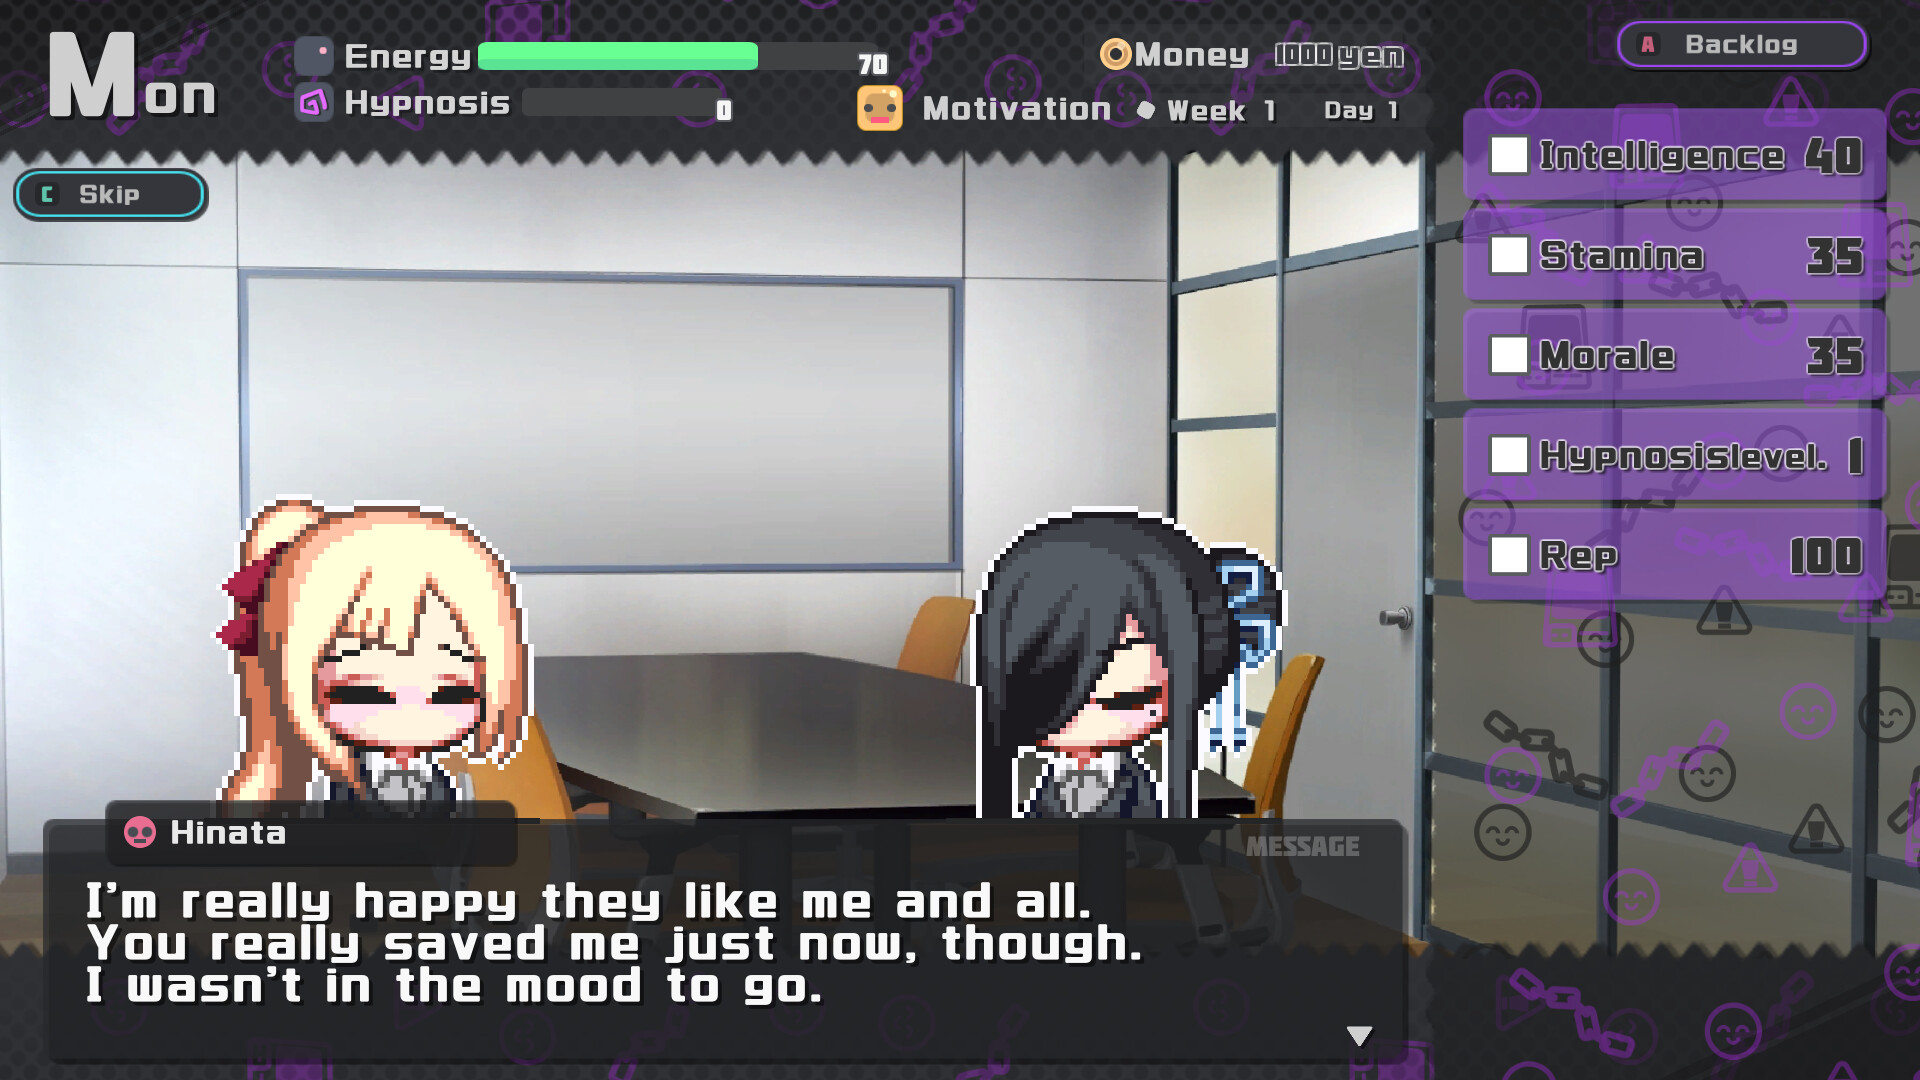 Mon
Energy 70
Money 1000 yen
A Backlog
Hypnosis 0
Motivation Week 1 Day 1
C Skip
Intelligence 40
Stamina 35
Morale 35
Hypnosislevel. 1
Rep 100
Hinata
MESSAGE
I'm really happy they like me and all.
You really saved me just now, though.
I wasn't in the mood to go.